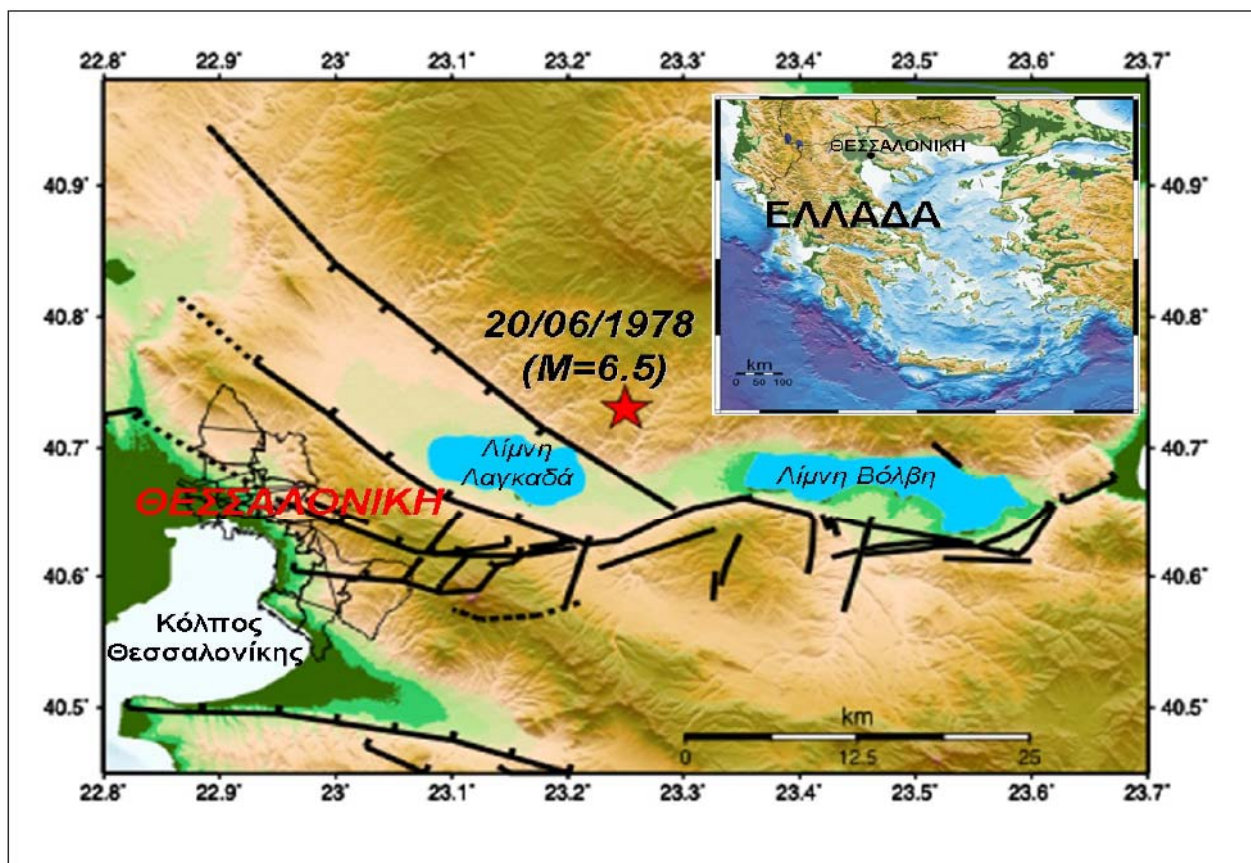 22.8˚ 22.9˚ 23˚ 23.1˚ 23.2˚ 23.3˚ 23.4˚ 23.5˚ 23.6˚ 23.7˚
ΘΕΣΣΑΛΟΝΙΚΗ
ΕΛΛΑΔΑ
km
0 50 100
40.9˚ 40.9˚
40.8˚ 40.8˚
20/06/1978
(M=6.5)
40.7˚ 40.7˚
Λίμνη
Λαγκαδά
Λίμνη Βόλβη
ΘΕΣΣΑΛΟΝΙΚΗ
40.6˚ 40.6˚
Κόλπος
Θεσσαλονίκης
40.5˚ 40.5˚
km
0 12.5 25
22.8˚ 22.9˚ 23˚ 23.1˚ 23.2˚ 23.3˚ 23.4˚ 23.5˚ 23.6˚ 23.7˚